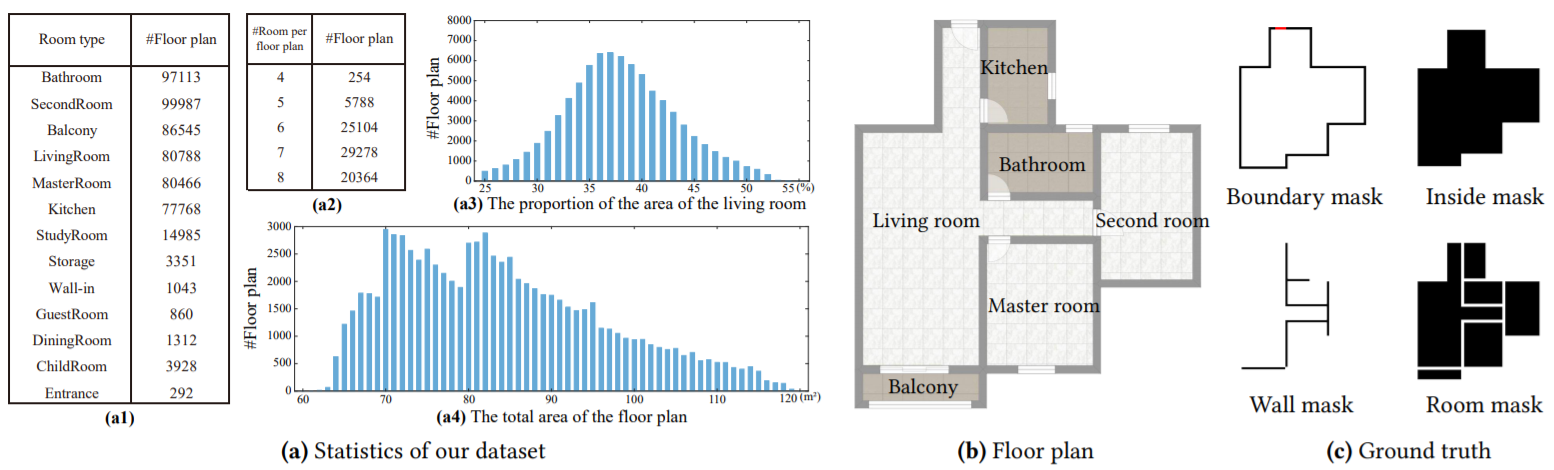 Room type #Floor plan
Bathroom 97113
SecondRoom 99987
Balcony 86545
LivingRoom 80788
MasterRoom 80466
Kitchen 77768
StudyRoom 14985
Storage 3351
Wall-in 1043
GuestRoom 860
DiningRoom 1312
ChildRoom 3928
Entrance 292
(a1)
#Room per
floor plan
#Floor plan
4 254
5 5788
6 25104
7 29278
8 20364
(a2)
#Floor plan
8000
7000
6000
5000
4000
3000
2000
1000
0
25 30 35 40 45 50 55 (%)
(a3) The proportion of the area of the living room
#Floor plan
3000
2500
2000
1500
1000
500
0
60 70 80 90 100 110 120 (m²)
(a4) The total area of the floor plan
(a) Statistics of our dataset
Kitchen
Bathroom
Living room
Second room
Master room
Balcony
(b) Floor plan
Boundary mask
Inside mask
Wall mask
Room mask
(c) Ground truth